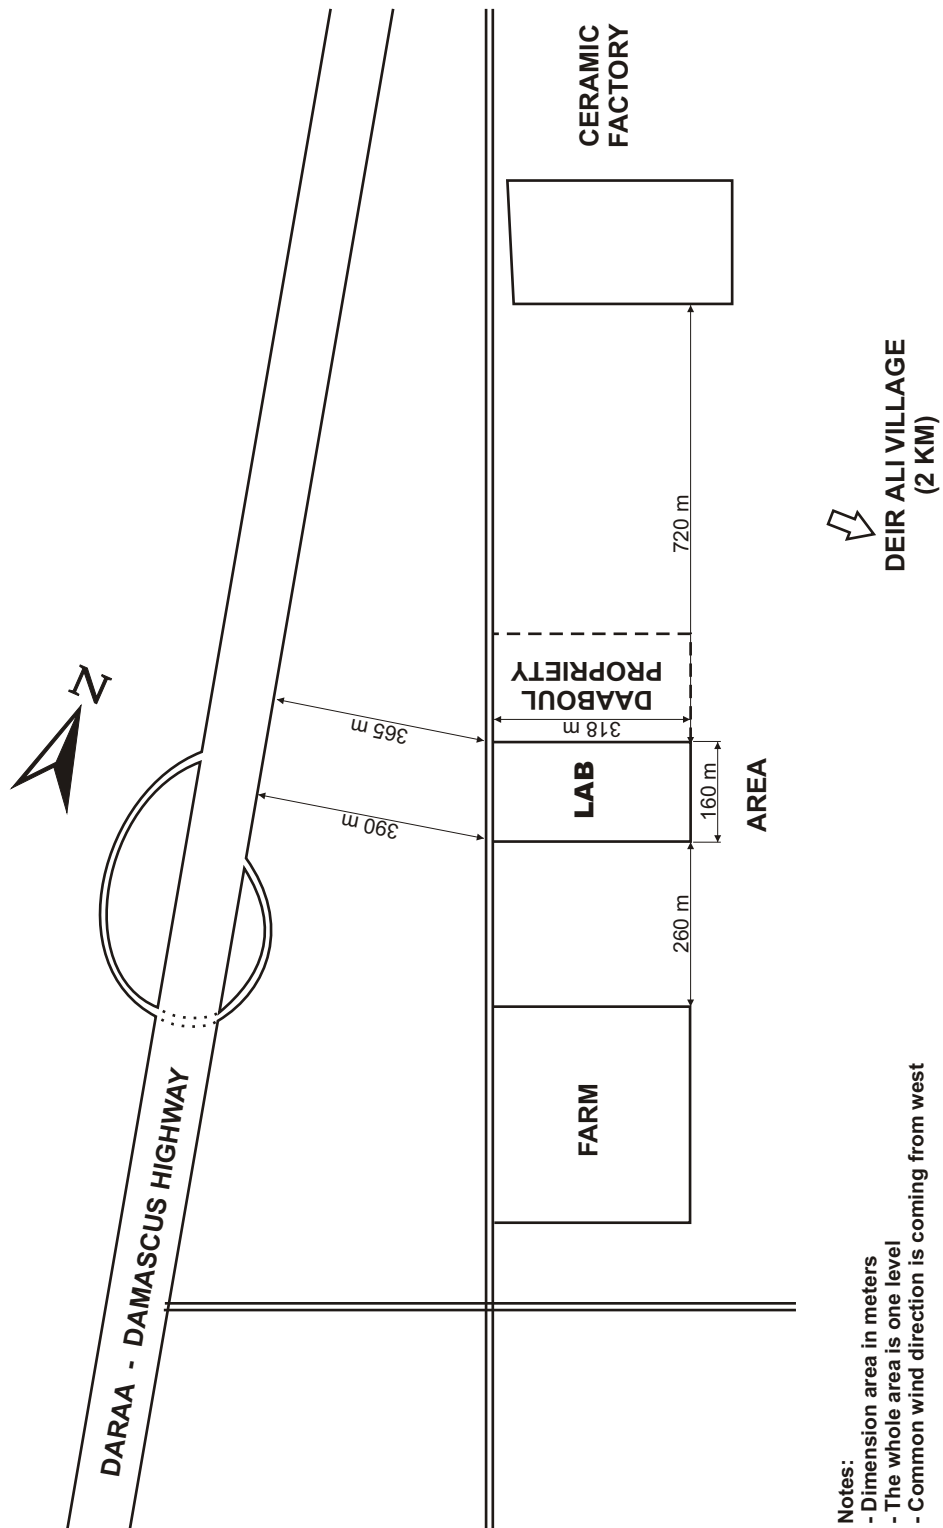 CERAMIC
FACTORY
N
DEIR ALI VILLAGE
(2 KM)
720 m
DAABOUL
PROPRIETY
318 m
365 m
390 m
LAB
160 m
AREA
260 m
FARM
DARAA - DAMASCUS HIGHWAY
Notes:
- Dimension area in meters
- The whole area is one level
- Common wind direction is coming from west